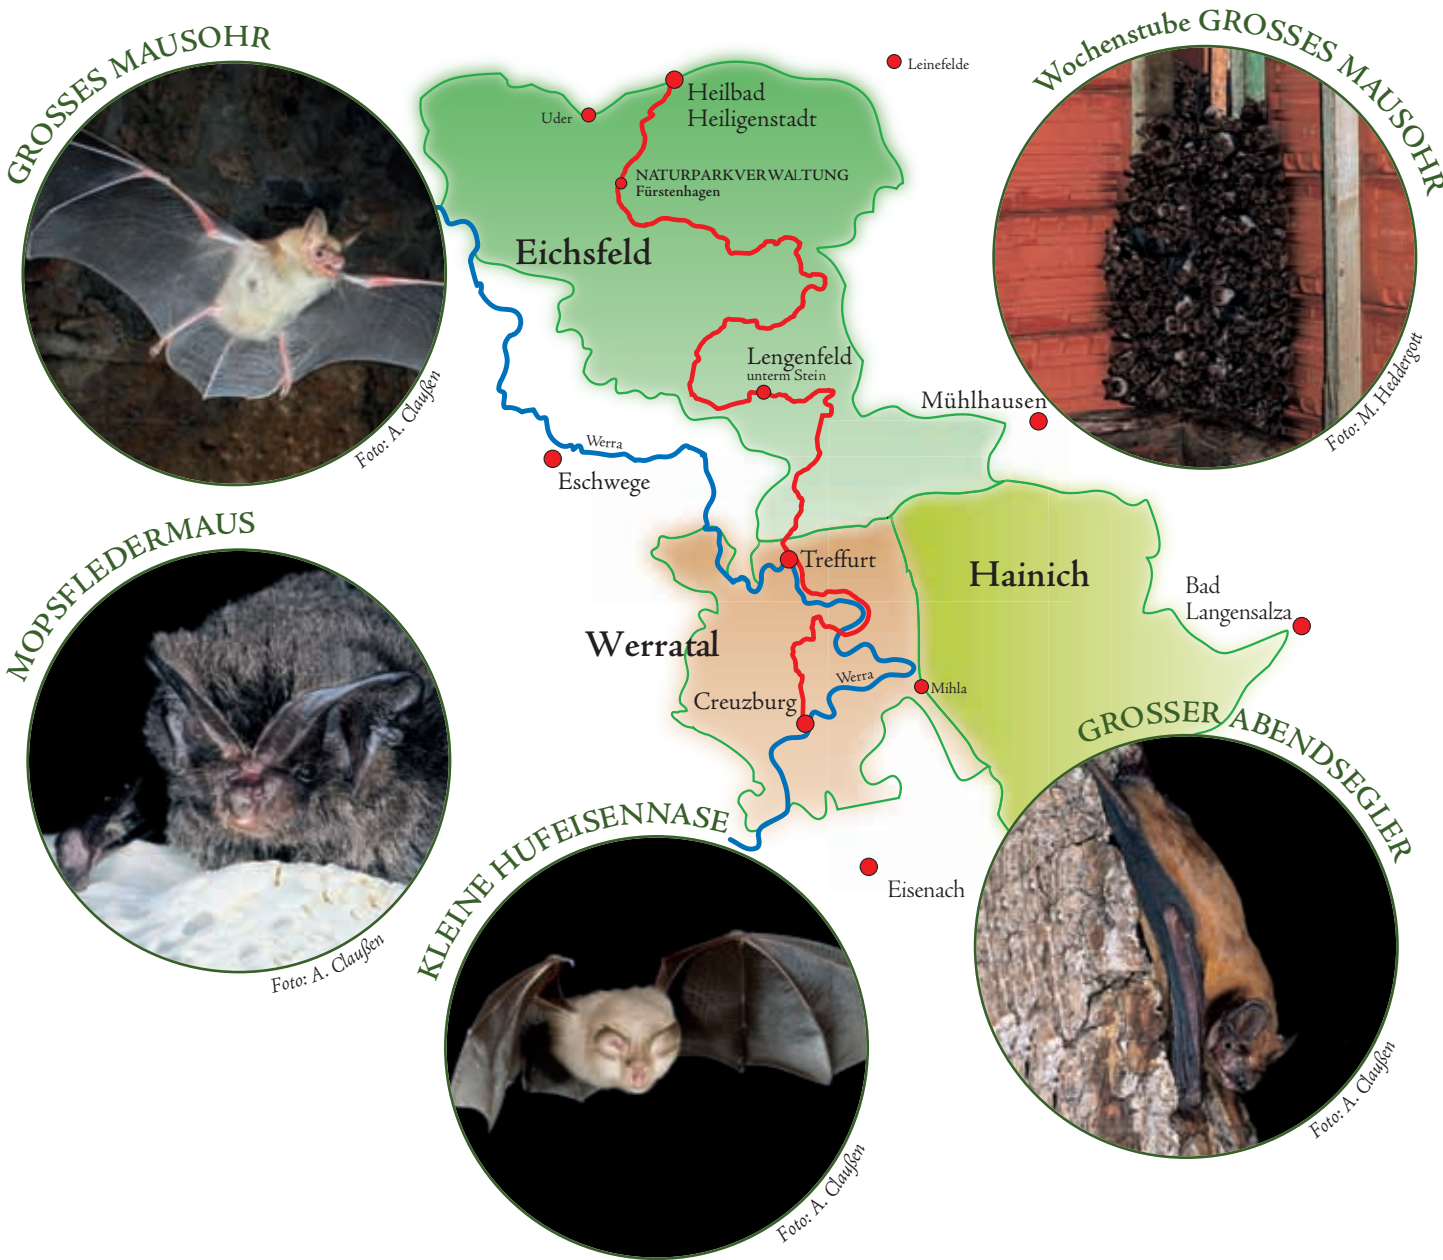 GROSSES MAUSOHR
Foto: A. Claußen
Wochenstube GROSSES MAUSOHR
Foto: M. Heddergott
Leinefelde
Heilbad
Heiligenstadt
Uder
NATURPARKVERWALTUNG
Fürstenhagen
Eichsfeld
Lengenfeld
unterm Stein
Mühlhausen
Werra
Eschwege
MOPSFLEDERMAUS
Foto: A. Claußen
Treffurt
Hainich
Bad
Langensalza
Werratal
Werra
Mihla
Creuzburg
GROSSER ABENDSEGLER
Foto: A. Claußen
KLEINE HUFEISENNASE
Foto: A. Claußen
Eisenach